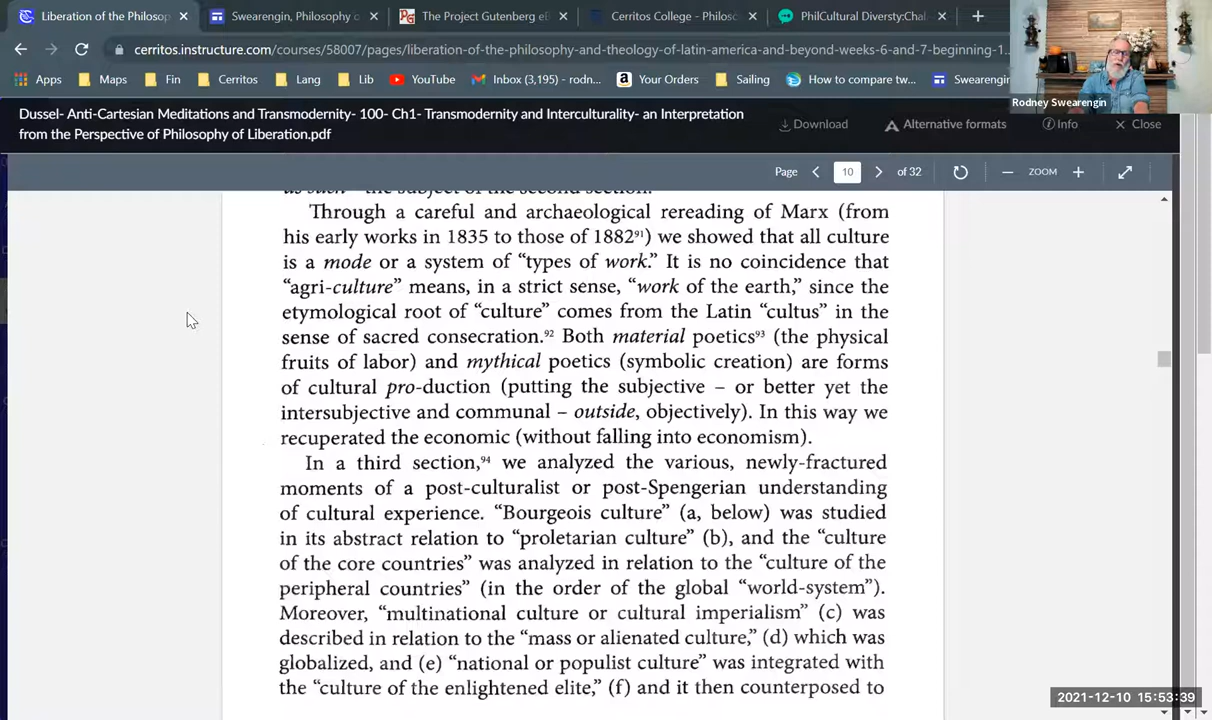 Liberation of the Philosop
Swearengin, Philosophy o
The Project Gutenberg eB
Cerritos College - Philosop
PhilCultural Diversty:Chal
cerritos.instructure.com/courses/58007/pages/liberation-of-the-philosophy-and-theology-of-latin-america-and-beyond-weeks-6-and-7-beginning-1...
Apps Maps Fin Cerritos Lang Lib YouTube Inbox (3,195) - rodn... Your Orders Sailing How to compare tw... Swearengin
Rodney Swearengin
Dussel- Anti-Cartesian Meditations and Transmodernity- 100- Ch1- Transmodernity and Interculturality- an Interpretation
from the Perspective of Philosophy of Liberation.pdf
Download Alternative formats Info Close
Page 10 of 32 ZOOM
as such – the subject of the second section.
Through a careful and archaeological rereading of Marx (from
his early works in 1835 to those of 1882⁹¹) we showed that all culture
is a mode or a system of “types of work.” It is no coincidence that
“agri-culture” means, in a strict sense, “work of the earth,” since the
etymological root of “culture” comes from the Latin “cultus” in the
sense of sacred consecration.⁹² Both material poetics⁹³ (the physical
fruits of labor) and mythical poetics (symbolic creation) are forms
of cultural pro-duction (putting the subjective – or better yet the
intersubjective and communal – outside, objectively). In this way we
recuperated the economic (without falling into economism).
In a third section,⁹⁴ we analyzed the various, newly-fractured
moments of a post-culturalist or post-Spengerian understanding
of cultural experience. “Bourgeois culture” (a, below) was studied
in its abstract relation to “proletarian culture” (b), and the “culture
of the core countries” was analyzed in relation to the “culture of the
peripheral countries” (in the order of the global “world-system”).
Moreover, “multinational culture or cultural imperialism” (c) was
described in relation to the “mass or alienated culture,” (d) which was
globalized, and (e) “national or populist culture” was integrated with
the “culture of the enlightened elite,” (f) and it then counterposed to
2021-12-10 15:53:39